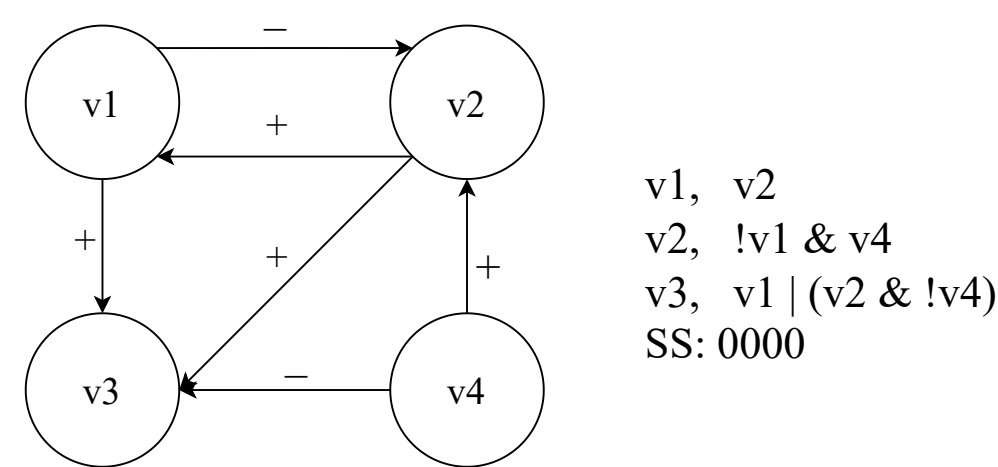 −
v1
v2
+
+
+
+
−
v3
v4
v1, v2
v2, !v1 & v4
v3, v1 | (v2 & !v4)
SS: 0000